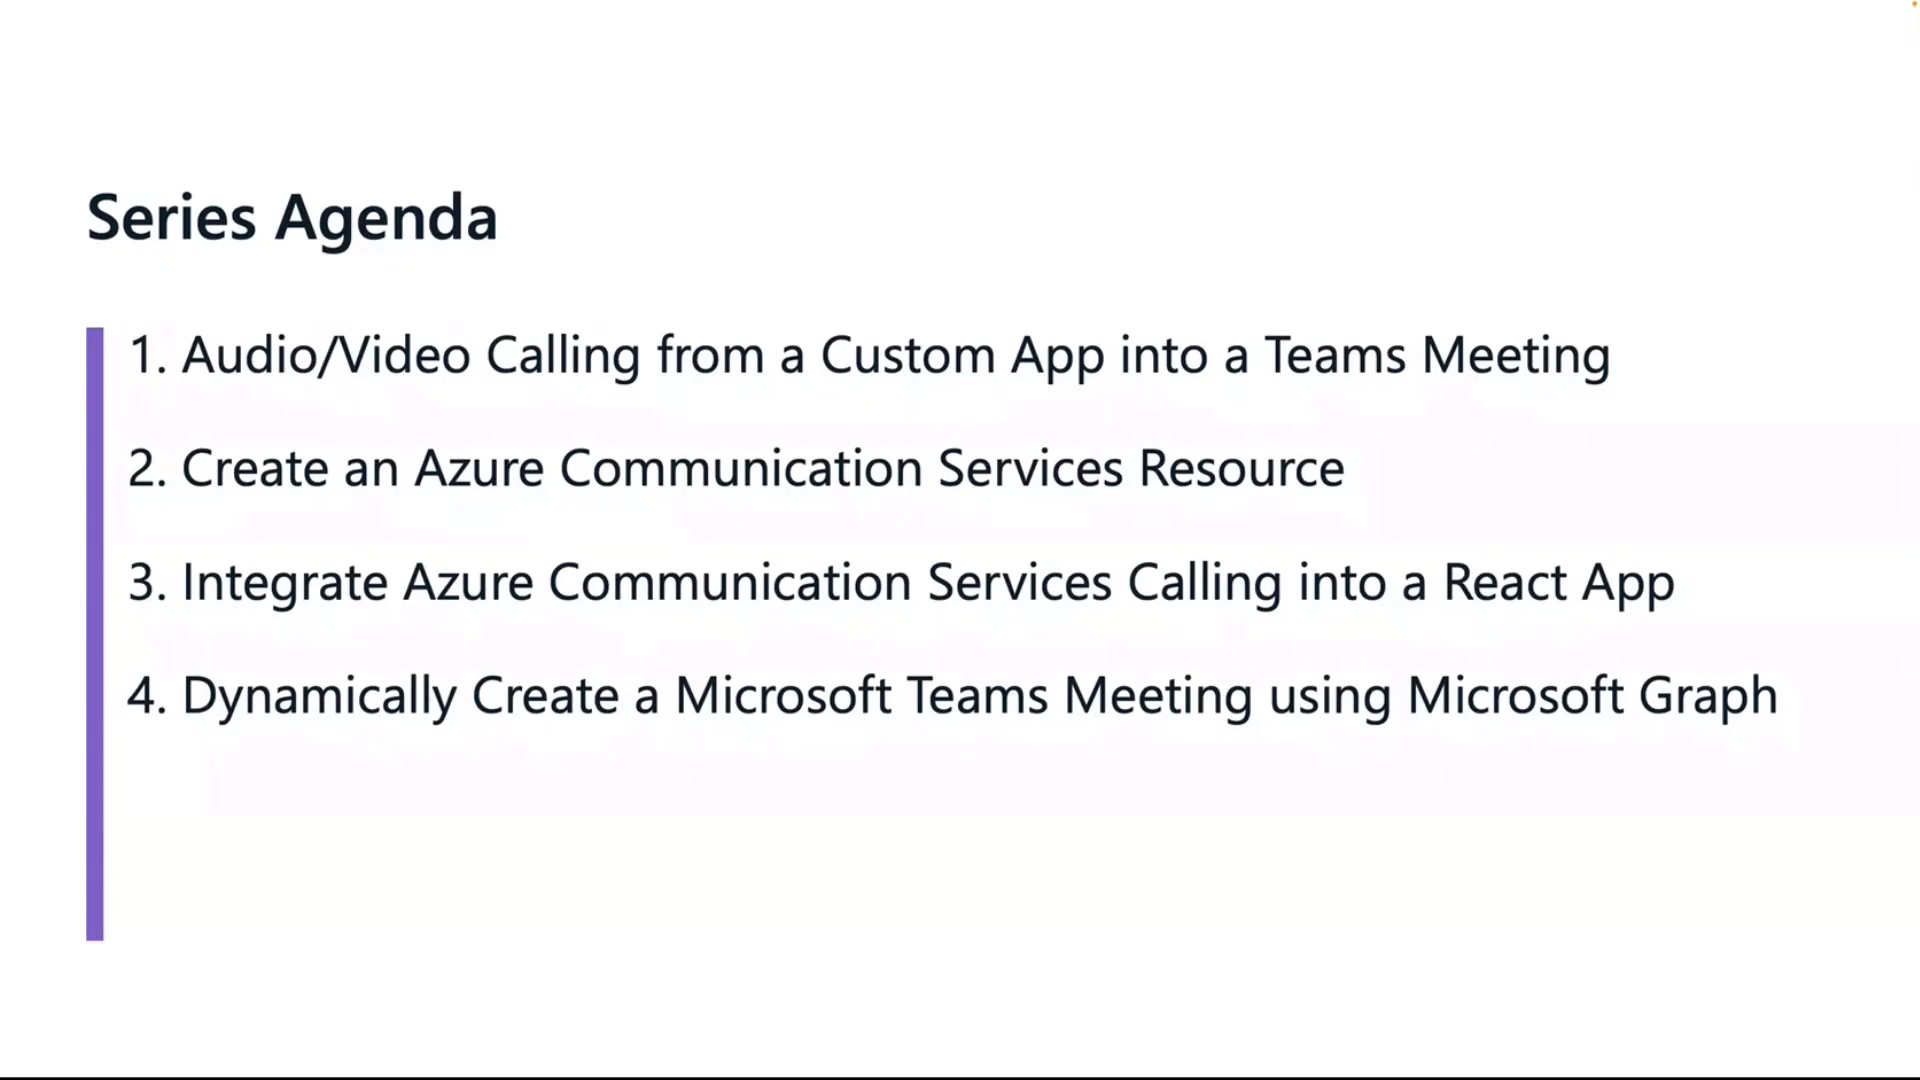 Series Agenda
1. Audio/Video Calling from a Custom App into a Teams Meeting
2. Create an Azure Communication Services Resource
3. Integrate Azure Communication Services Calling into a React App
4. Dynamically Create a Microsoft Teams Meeting using Microsoft Graph